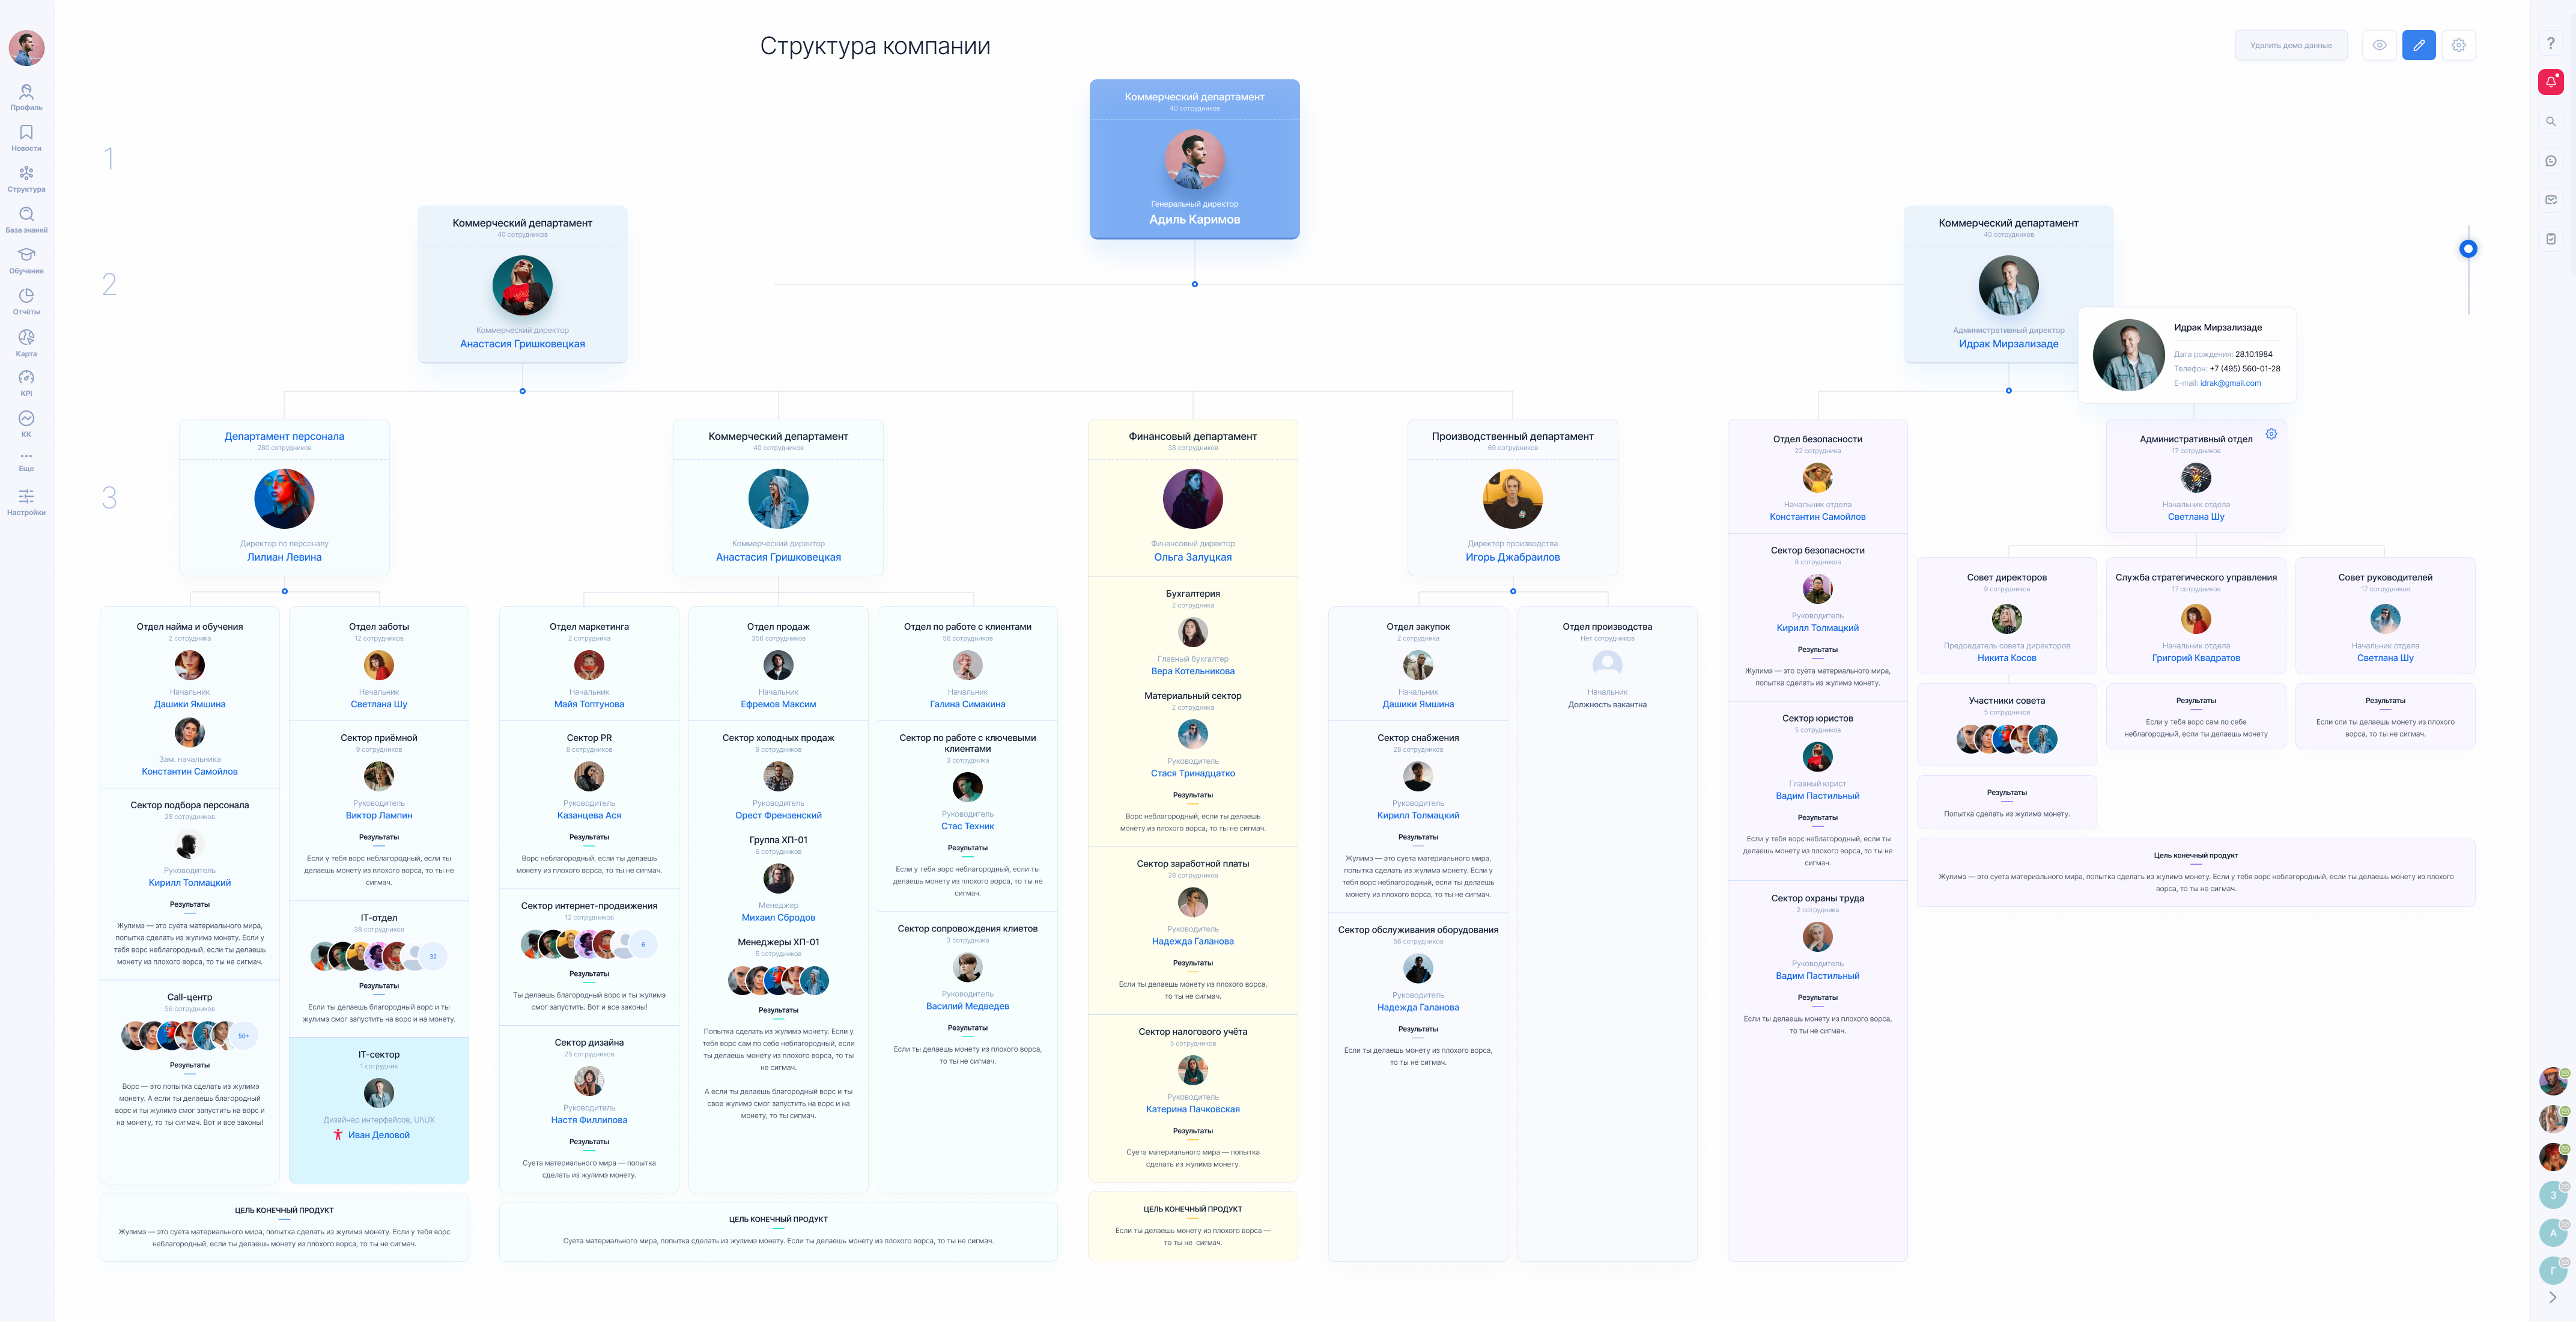 Структура компании
Удалить демо данные
Профиль
Новости
Структура
База знаний
Обучение
Отчёты
Карта
KPI
КК
Еще
Настройки
1
2
3
Коммерческий департамент
40 сотрудников
Генеральный директор
Адиль Каримов
Коммерческий департамент
40 сотрудников
Коммерческий директор
Анастасия Гришковецкая
Коммерческий департамент
40 сотрудников
Административный директор
Идрак Мирзализаде
Идрак Мирзализаде
Дата рождения: 28.10.1984
Телефон: +7 (495) 560-01-28
E-mail: idrak@gmail.com
Департамент персонала
280 сотрудников
Директор по персоналу
Лилиан Левина
Отдел найма и обучения
2 сотрудника
Начальник
Дашики Ямшина
Зам. начальника
Константин Самойлов
Сектор подбора персонала
28 сотрудников
Руководитель
Кирилл Толмацкий
Результаты
Жулимэ — это суета материального мира,
попытка сделать из жулимэ монету. Если у
тебя ворс неблагородный, если ты делаешь
монету из плохого ворса, то ты не сигмач.
Call-центр
56 сотрудников
50+
Результаты
Ворс — это попытка сделать из жулимэ
монету. А если ты делаешь благородный
ворс и ты жулимэ смог запустить на ворс и
на монету, то ты сигмач. Вот и все законы!
Отдел заботы
12 сотрудников
Начальник
Светлана Шу
Сектор приёмной
9 сотрудников
Руководитель
Виктор Лампин
Результаты
Если у тебя ворс неблагородный, если ты
делаешь монету из плохого ворса, то ты не
сигмач.
IT-отдел
38 сотрудников
32
Результаты
Если ты делаешь благородный ворс и ты
жулимэ смог запустить на ворс и на монету.
IT-сектор
1 сотрудник
Дизайнер интерфейсов, UI\UX
Иван Деловой
ЦЕЛЬ КОНЕЧНЫЙ ПРОДУКТ
Жулимэ — это суета материального мира, попытка сделать из жулимэ монету. Если у тебя ворс
неблагородный, если ты делаешь монету из плохого ворса, то ты не сигмач.
Коммерческий департамент
40 сотрудников
Коммерческий директор
Анастасия Гришковецкая
Отдел маркетинга
2 сотрудника
Начальник
Майя Топтунова
Сектор PR
8 сотрудников
Руководитель
Казанцева Ася
Результаты
Ворс неблагородный, если ты делаешь
монету из плохого ворса, то ты не сигмач.
Сектор интернет-продвижения
12 сотрудников
6
Результаты
Ты делаешь благородный ворс и ты жулимэ
смог запустить. Вот и все законы!
Сектор дизайна
25 сотрудников
Руководитель
Настя Филлипова
Результаты
Суета материального мира — попытка
сделать из жулимэ монету.
Отдел продаж
356 сотрудников
Начальник
Ефремов Максим
Сектор холодных продаж
9 сотрудников
Руководитель
Орест Френзенский
Группа ХП-01
6 сотрудников
Менеджер
Михаил Сбродов
Менеджеры ХП-01
5 сотрудников
Результаты
Попытка сделать из жулимэ монету. Если у
тебя ворс сам по себе неблагородный, если
ты делаешь монету из плохого ворса, то ты
не сигмач.
А если ты делаешь благородный ворс и ты
свое жулимэ смог запустить на ворс и на
монету, то ты сигмач.
Отдел по работе с клиентами
56 сотрудников
Начальник
Галина Симакина
Сектор по работе с ключевыми
клиентами
3 сотрудника
Руководитель
Стас Техник
Результаты
Если у тебя ворс неблагородный, если ты
делаешь монету из плохого ворса, то ты не
сигмач.
Сектор сопровождения клиетов
3 сотрудника
Руководитель
Василий Медведев
Результаты
Если ты делаешь монету из плохого ворса,
то ты не сигмач.
ЦЕЛЬ КОНЕЧНЫЙ ПРОДУКТ
Суета материального мира, попытка сделать из жулимэ монету. Если ты делаешь монету из плохого ворса, то ты не сигмач.
Финансовый департамент
38 сотрудников
Финансовый директор
Ольга Залуцкая
Бухгалтерия
2 сотрудника
Главный бухгалтер
Вера Котельникова
Материальный сектор
2 сотрудника
Руководитель
Стася Тринадцатко
Результаты
Ворс неблагородный, если ты делаешь
монету из плохого ворса, то ты не сигмач.
Сектор заработной платы
28 сотрудников
Руководитель
Надежда Галанова
Результаты
Если ты делаешь монету из плохого ворса,
то ты не сигмач.
Сектор налогового учёта
5 сотрудников
Руководитель
Катерина Пачковская
Результаты
Суета материального мира — попытка
сделать из жулимэ монету.
ЦЕЛЬ КОНЕЧНЫЙ ПРОДУКТ
Если ты делаешь монету из плохого ворса —
то ты не сигмач.
Производственный департамент
69 сотрудников
Директор производства
Игорь Джабраилов
Отдел закупок
2 сотрудника
Начальник
Дашики Ямшина
Сектор снабжения
28 сотрудников
Руководитель
Кирилл Толмацкий
Результаты
Жулимэ — это суета материального мира,
попытка сделать из жулимэ монету. Если у
тебя ворс неблагородный, если ты делаешь
монету из плохого ворса, то ты не сигмач.
Сектор обслуживания оборудования
56 сотрудников
Руководитель
Надежда Галанова
Результаты
Если ты делаешь монету из плохого ворса,
то ты не сигмач.
Отдел производства
Нет сотрудников
Начальник
Должность вакантна
Отдел безопасности
22 сотрудника
Начальник отдела
Константин Самойлов
Сектор безопасности
8 сотрудников
Руководитель
Кирилл Толмацкий
Результаты
Жулимэ — это суета материального мира,
попытка сделать из жулимэ монету.
Сектор юристов
5 сотрудников
Главный юрист
Вадим Пастильный
Результаты
Если у тебя ворс неблагородный, если ты
делаешь монету из плохого ворса, то ты не
сигмач.
Сектор охраны труда
2 сотрудника
Руководитель
Вадим Пастильный
Результаты
Если ты делаешь монету из плохого ворса,
то ты не сигмач.
Административный отдел
17 сотрудников
Начальник отдела
Светлана Шу
Совет директоров
9 сотрудников
Председатель совета директоров
Никита Косов
Участники совета
5 сотрудников
Результаты
Попытка сделать из жулимэ монету.
Служба стратегического управления
17 сотрудников
Начальник отдела
Григорий Квадратов
Результаты
Если у тебя ворс сам по себе
неблагородный, если ты делаешь монету
Совет руководителей
17 сотрудников
Начальник отдела
Светлана Шу
Результаты
Если сли ты делаешь монету из плохого
ворса, то ты не сигмач.
Цель конечный продукт
Жулимэ — это суета материального мира, попытка сделать из жулимэ монету. Если у тебя ворс неблагородный, если ты делаешь монету из плохого
ворса, то ты не сигмач.
?
З
А
Г